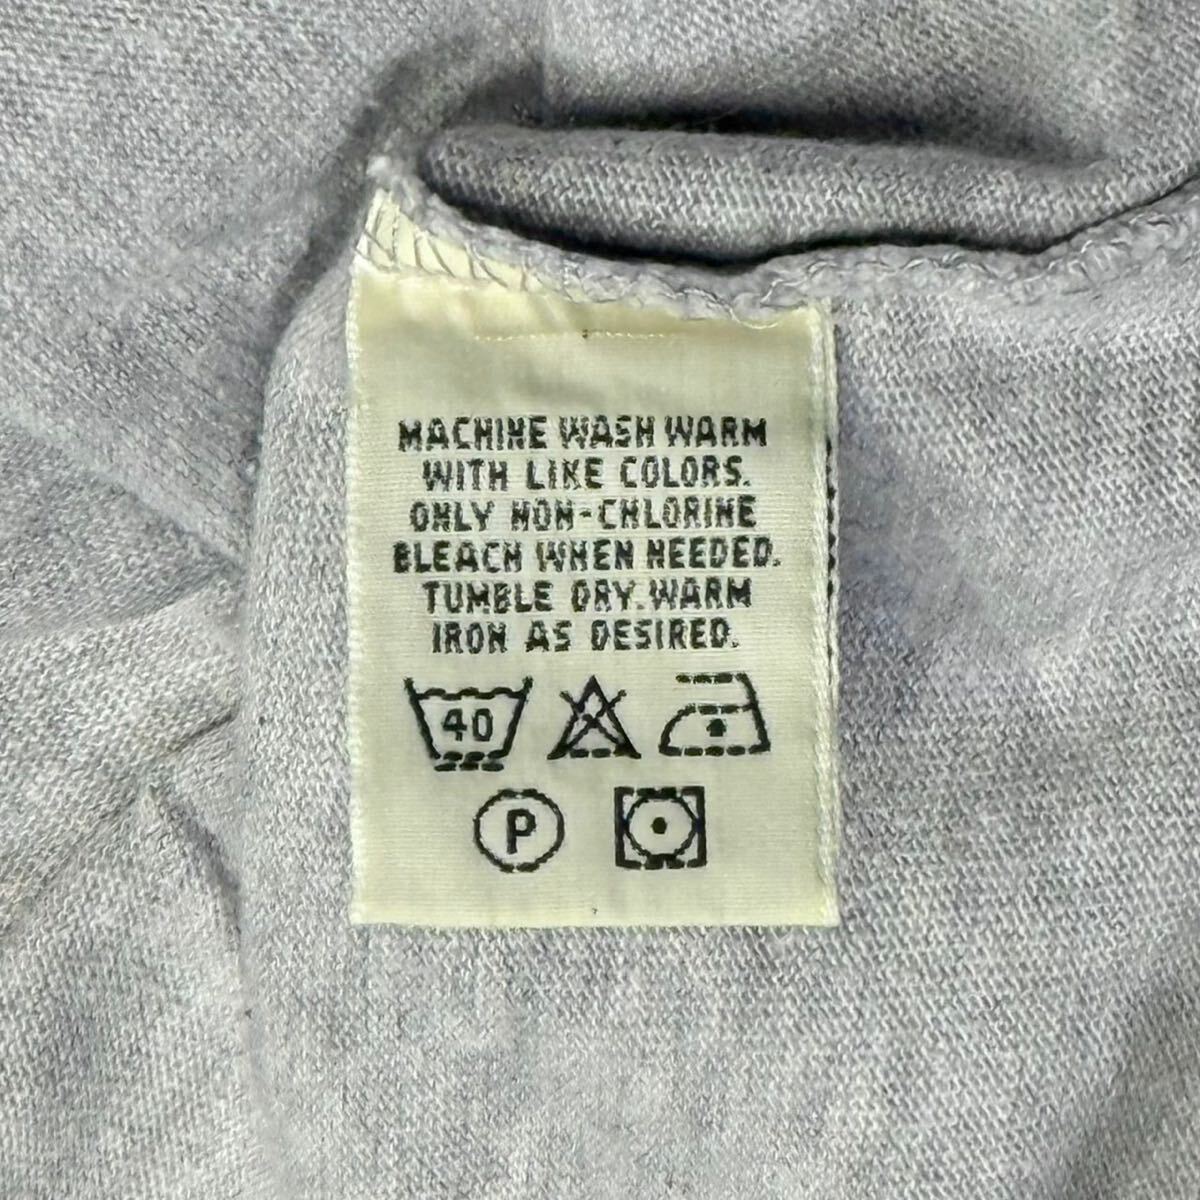 MACHINE WASH WARM
WITH LIKE COLORS.
ONLY NON-CHLORINE
BLEACH WHEN NEEDED.
TUMBLE DRY. WARM
IRON AS DESIRED.
40
P